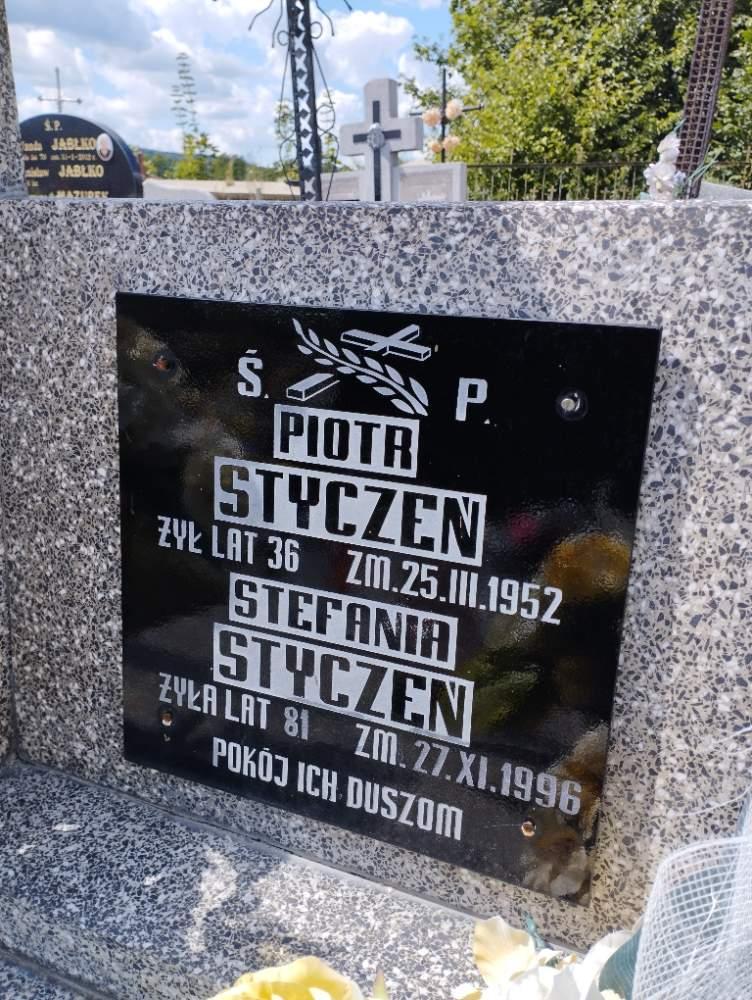 Ś. P.
JABŁKO
JABŁKO
MAZUREK
Ś. P.
PIOTR
STYCZEŃ
ŻYŁ LAT 36 ZM. 25.III.1952
STEFANIA
STYCZEŃ
ŻYŁA LAT 81 ZM. 27.XI.1996
POKÓJ ICH DUSZOM